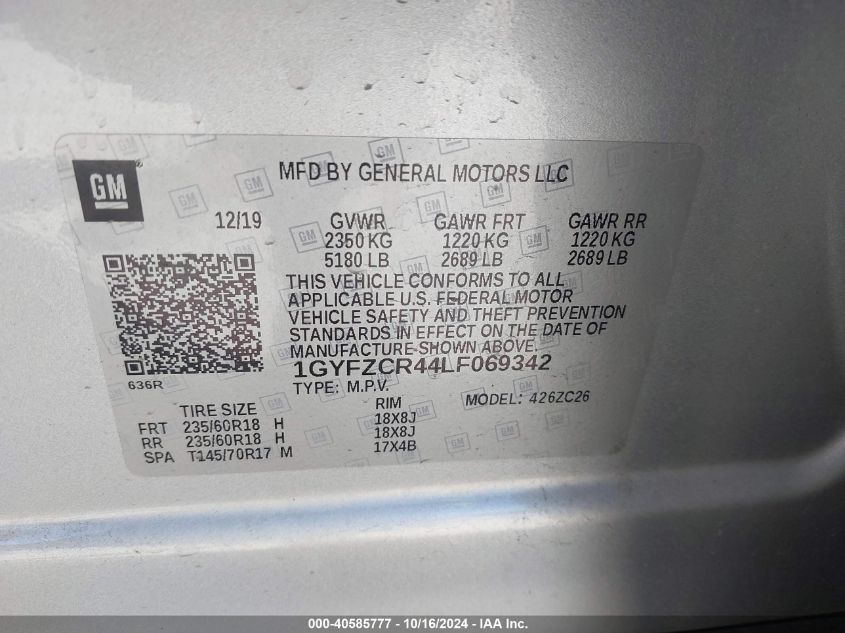 GM
MFD BY GENERAL MOTORS LLC
12/19 GVWR GAWR FRT GAWR RR
2350 KG 1220 KG 1220 KG
5180 LB 2689 LB 2689 LB
THIS VEHICLE CONFORMS TO ALL
APPLICABLE U.S. FEDERAL MOTOR
VEHICLE SAFETY AND THEFT PREVENTION
STANDARDS IN EFFECT ON THE DATE OF
MANUFACTURE SHOWN ABOVE.
1GYFZCR44LF069342
636R
TYPE: M.P.V. MODEL: 426ZC26
TIRE SIZE RIM
FRT 235/60R18 H 18X8J
RR 235/60R18 H 18X8J
SPA T145/70R17 M 17X4B
000-40585777 - 10/16/2024 - IAA Inc.